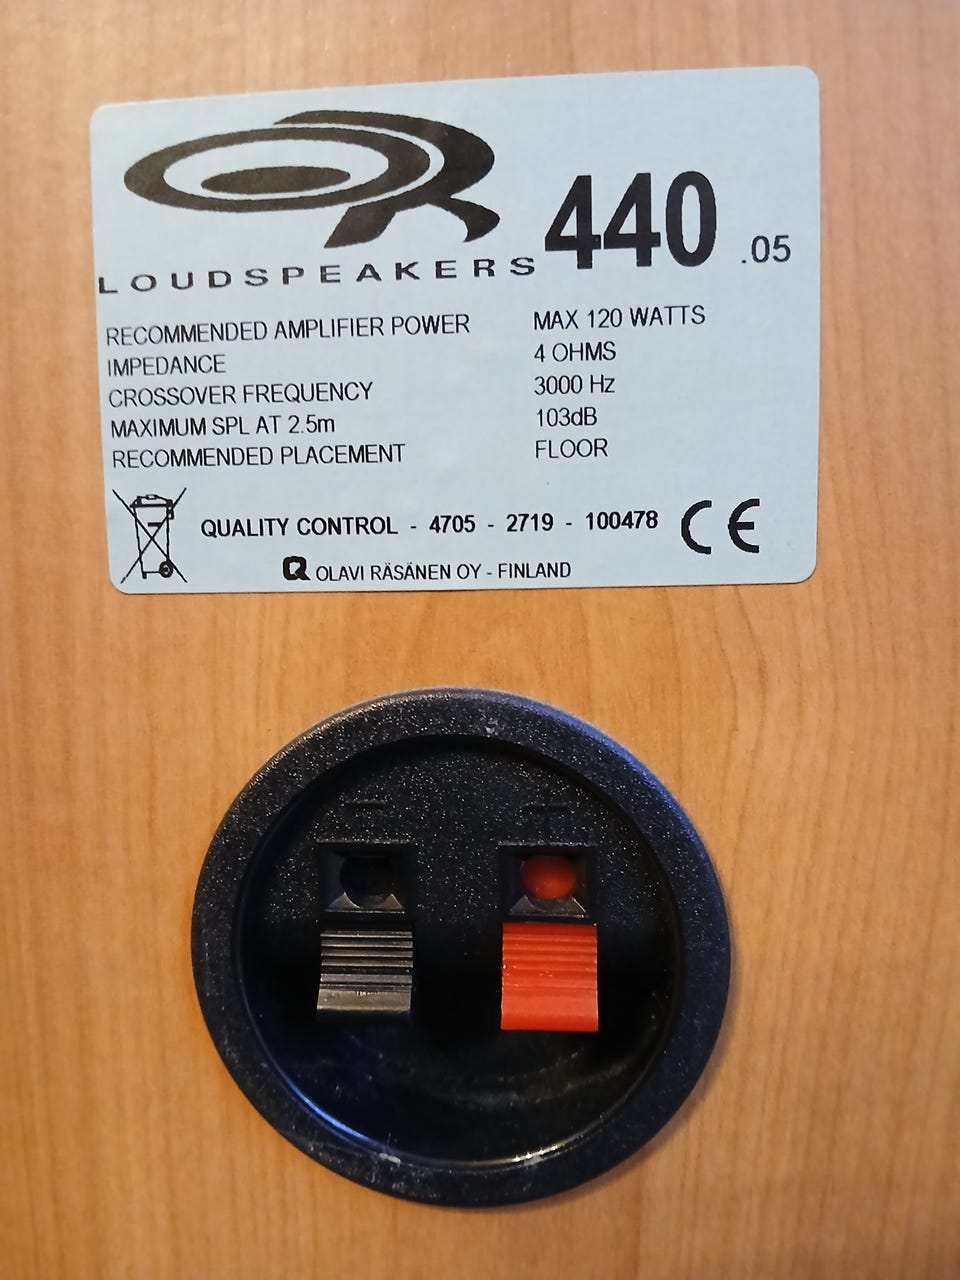 OR
LOUDSPEAKERS 440 .05
RECOMMENDED AMPLIFIER POWER MAX 120 WATTS
IMPEDANCE 4 OHMS
CROSSOVER FREQUENCY 3000 Hz
MAXIMUM SPL AT 2.5m 103dB
RECOMMENDED PLACEMENT FLOOR
QUALITY CONTROL - 4705 - 2719 - 100478 CE
OLAVI RÄSÄNEN OY - FINLAND
− +